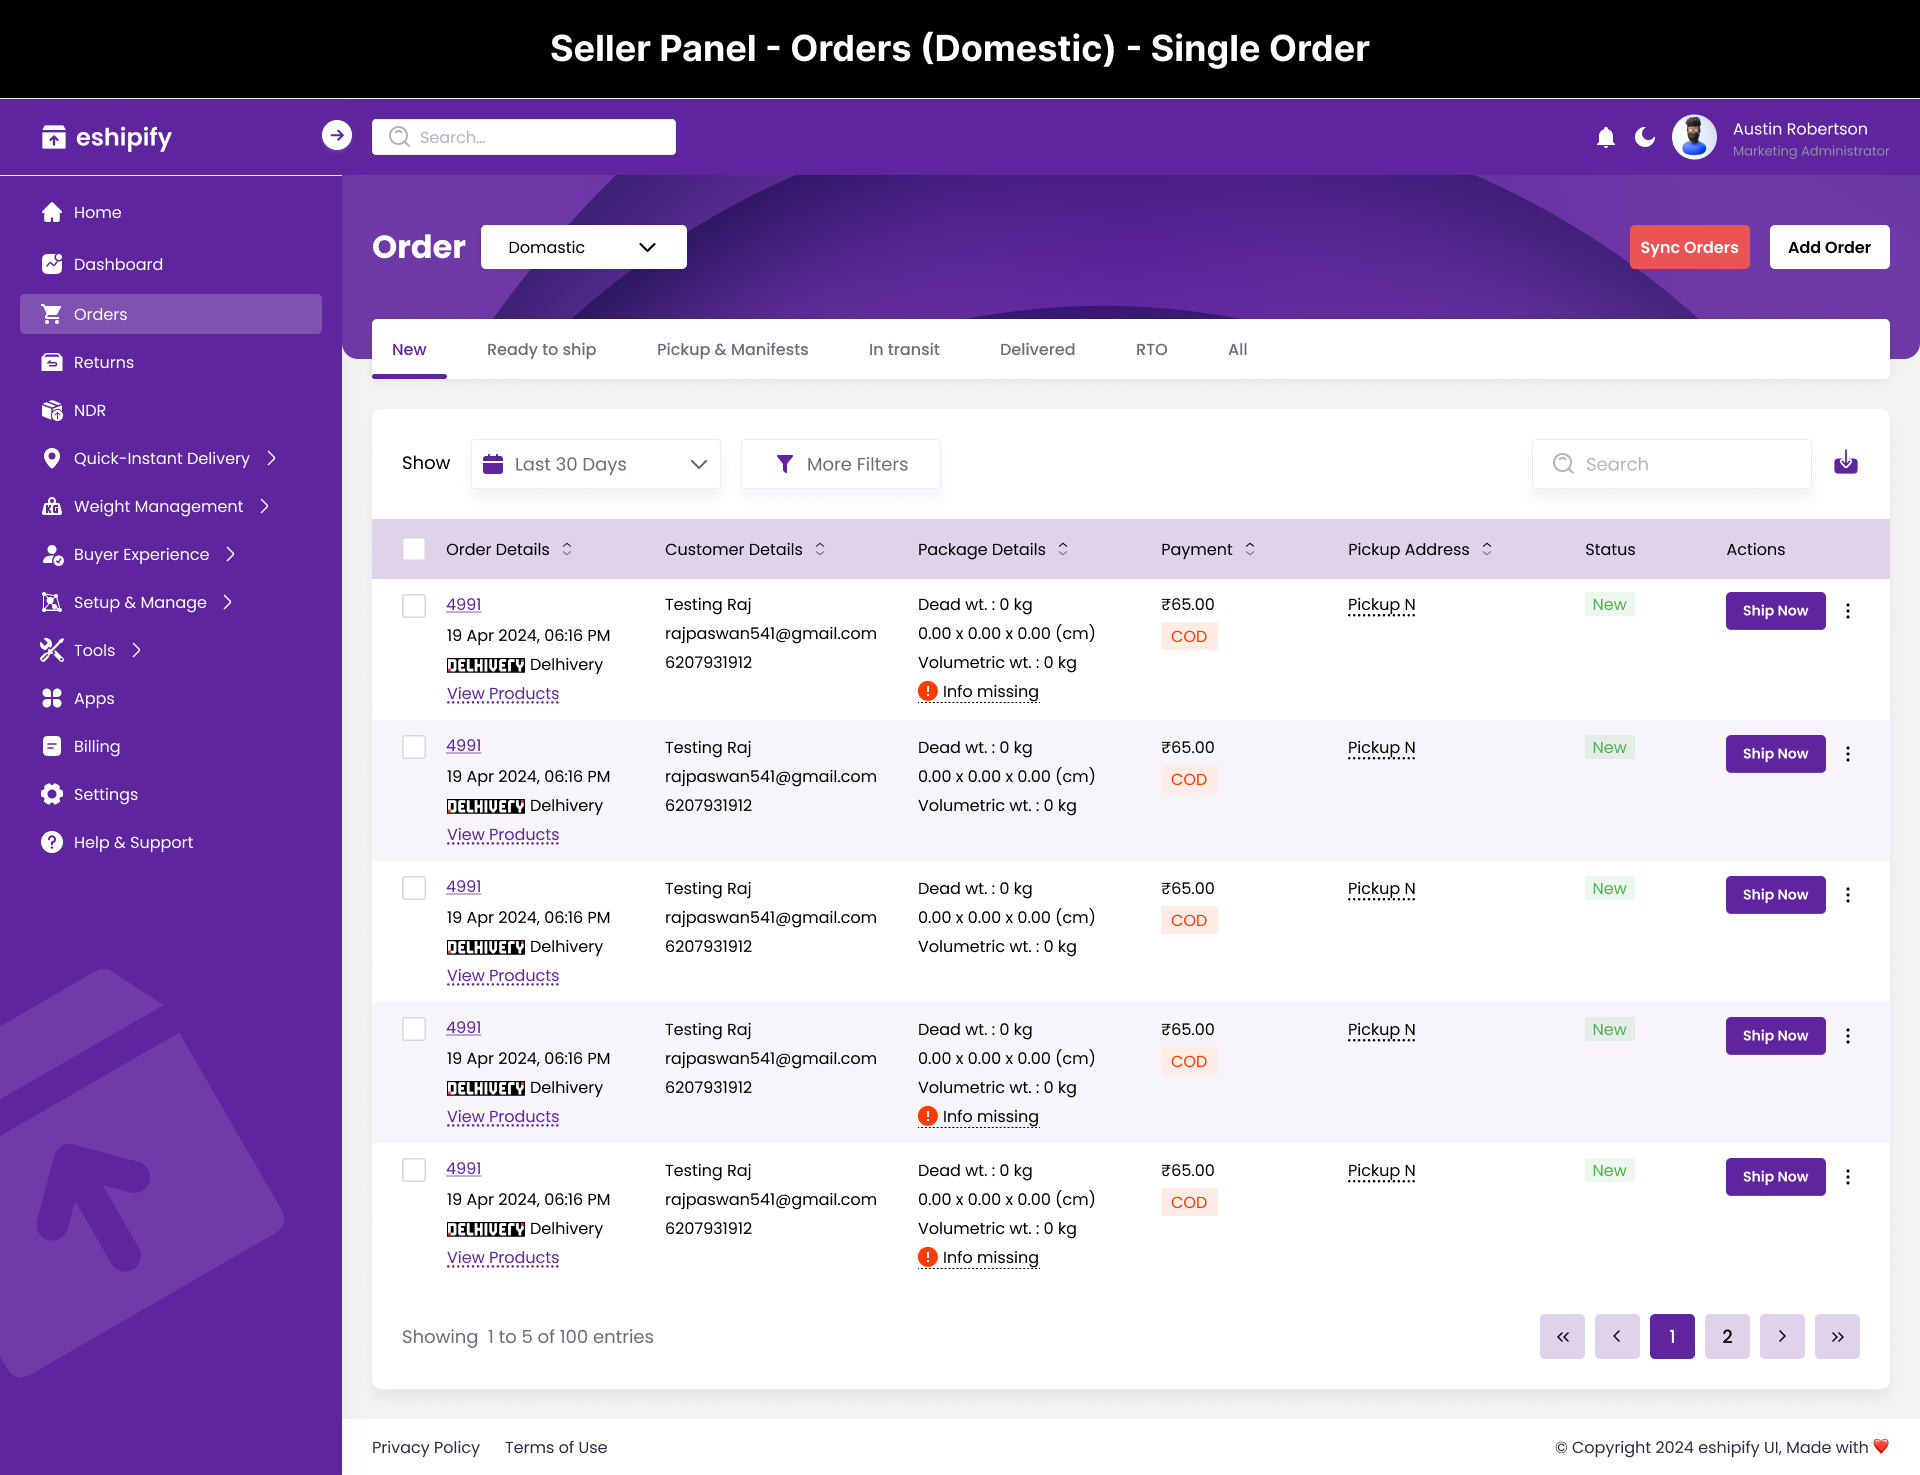 Seller Panel - Orders (Domestic) - Single Order
eshipify
Search...
Austin Robertson
Marketing Administrator
Home
Dashboard
Orders
Returns
NDR
Quick-Instant Delivery
Weight Management
Buyer Experience
Setup & Manage
Tools
Apps
Billing
Settings
Help & Support
Order
Domastic
Sync Orders
Add Order
New
Ready to ship
Pickup & Manifests
In transit
Delivered
RTO
All
Show
Last 30 Days
More Filters
Search
Order Details
Customer Details
Package Details
Payment
Pickup Address
Status
Actions
4991
19 Apr 2024, 06:16 PM
DELHIVERY Delhivery
View Products
Testing Raj
rajpaswan541@gmail.com
6207931912
Dead wt. : 0 kg
0.00 x 0.00 x 0.00 (cm)
Volumetric wt. : 0 kg
! Info missing
₹65.00
COD
Pickup N
New
Ship Now
4991
19 Apr 2024, 06:16 PM
DELHIVERY Delhivery
View Products
Testing Raj
rajpaswan541@gmail.com
6207931912
Dead wt. : 0 kg
0.00 x 0.00 x 0.00 (cm)
Volumetric wt. : 0 kg
₹65.00
COD
Pickup N
New
Ship Now
4991
19 Apr 2024, 06:16 PM
DELHIVERY Delhivery
View Products
Testing Raj
rajpaswan541@gmail.com
6207931912
Dead wt. : 0 kg
0.00 x 0.00 x 0.00 (cm)
Volumetric wt. : 0 kg
₹65.00
COD
Pickup N
New
Ship Now
4991
19 Apr 2024, 06:16 PM
DELHIVERY Delhivery
View Products
Testing Raj
rajpaswan541@gmail.com
6207931912
Dead wt. : 0 kg
0.00 x 0.00 x 0.00 (cm)
Volumetric wt. : 0 kg
! Info missing
₹65.00
COD
Pickup N
New
Ship Now
4991
19 Apr 2024, 06:16 PM
DELHIVERY Delhivery
View Products
Testing Raj
rajpaswan541@gmail.com
6207931912
Dead wt. : 0 kg
0.00 x 0.00 x 0.00 (cm)
Volumetric wt. : 0 kg
! Info missing
₹65.00
COD
Pickup N
New
Ship Now
Showing 1 to 5 of 100 entries
« < 1 2 > »
Privacy Policy
Terms of Use
© Copyright 2024 eshipify UI, Made with ❤️